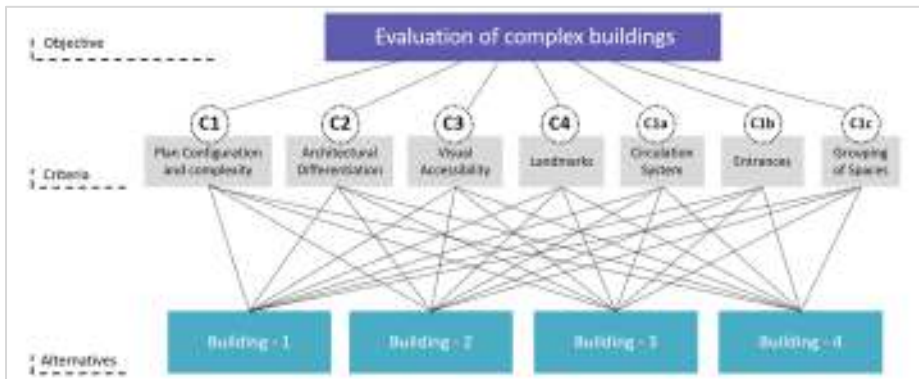 Evaluation of complex buildings
Objective
C1
C2
C3
C4
C1a
C1b
C1c
Plan Configuration
and complexity
Architectural
Differentiation
Visual
Accessibility
Landmarks
Circulation
System
Entrances
Grouping
of Spaces
Criteria
Building - 1
Building - 2
Building - 3
Building - 4
Alternatives